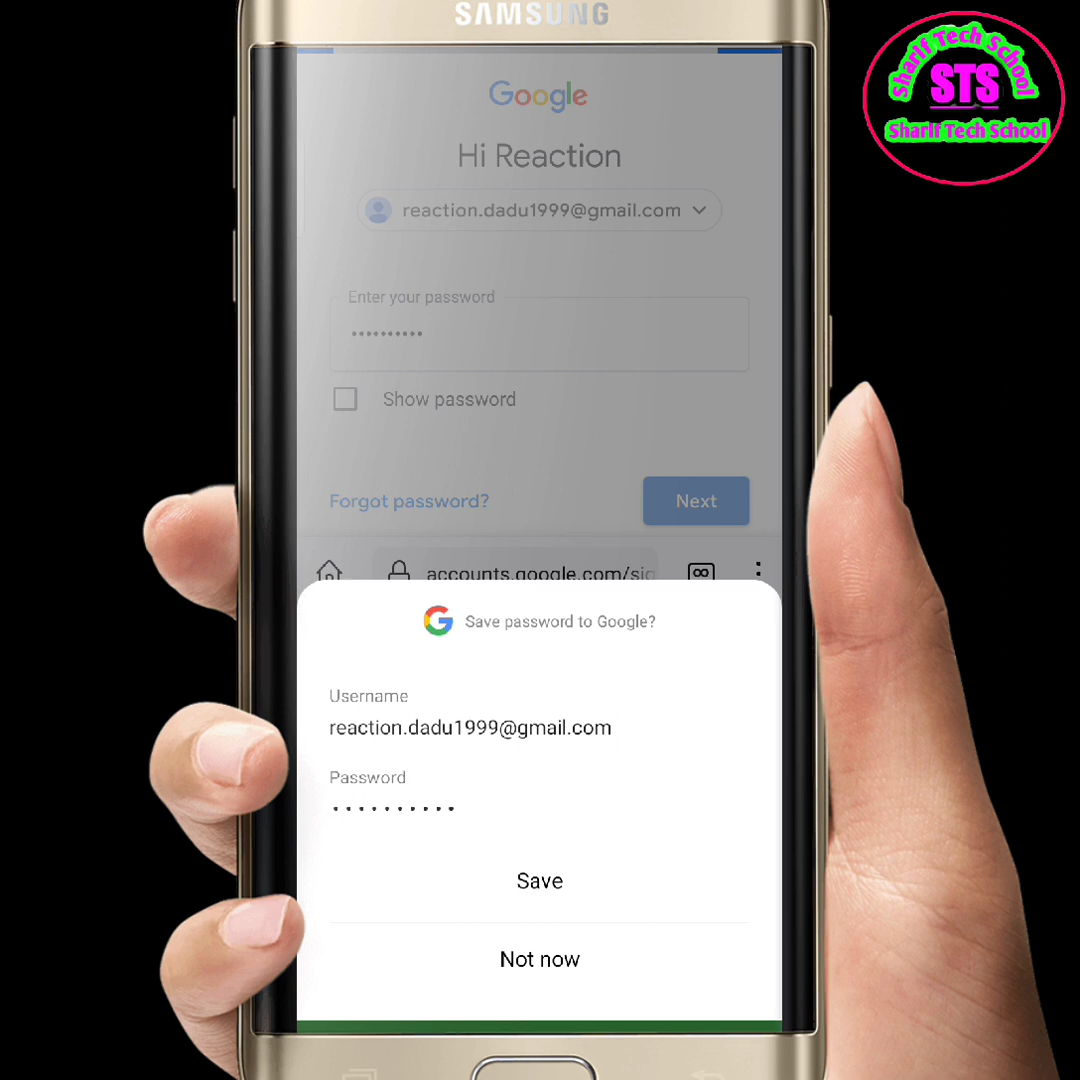 SAMSUNG
Sharif Tech School
STS
Sharif Tech School
Google
Hi Reaction
reaction.dadu1999@gmail.com
Enter your password
••••••••••
Show password
Forgot password?
Next
accounts.google.com/sig
Save password to Google?
Username
reaction.dadu1999@gmail.com
Password
••••••••••
Save
Not now